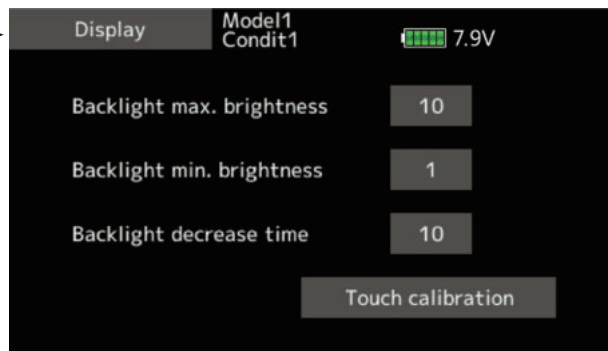 Display
Model1
Condit1
7.9V
Backlight max. brightness 10
Backlight min. brightness 1
Backlight decrease time 10
Touch calibration